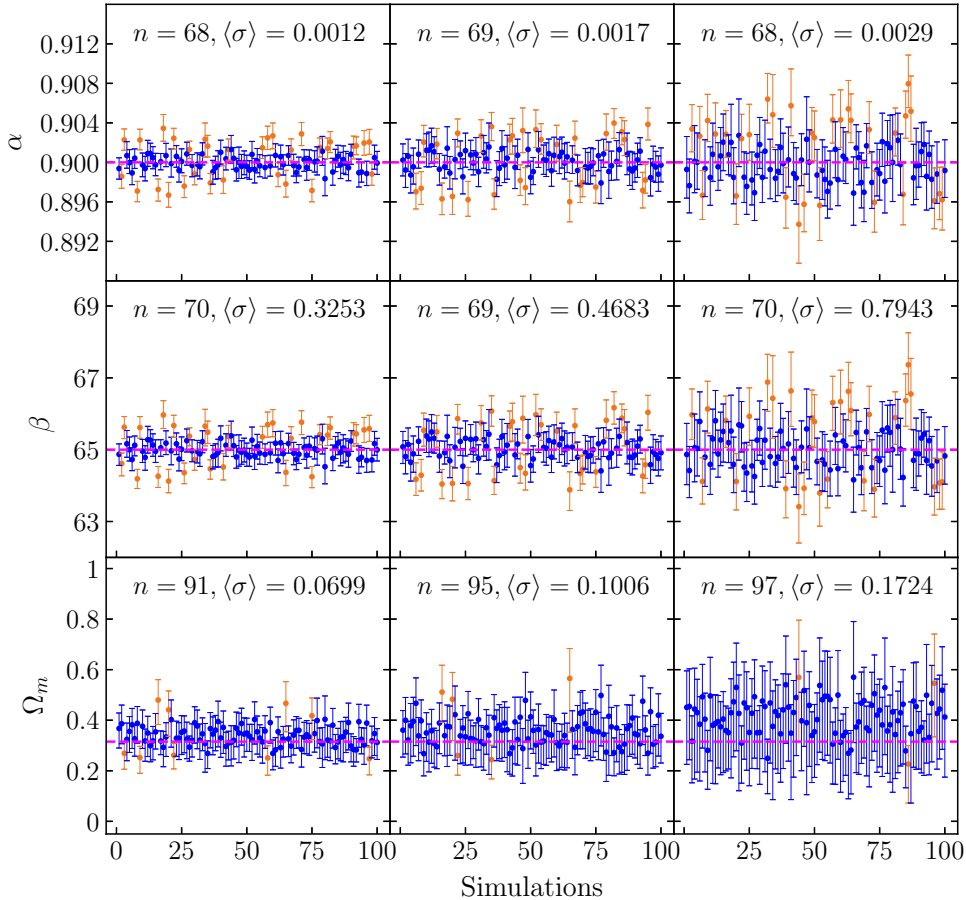 n = 68, ⟨σ⟩ = 0.0012
n = 69, ⟨σ⟩ = 0.0017
n = 68, ⟨σ⟩ = 0.0029
0.912
0.908
0.904
0.900
0.896
0.892
α
n = 70, ⟨σ⟩ = 0.3253
n = 69, ⟨σ⟩ = 0.4683
n = 70, ⟨σ⟩ = 0.7943
69
67
65
63
β
n = 91, ⟨σ⟩ = 0.0699
n = 95, ⟨σ⟩ = 0.1006
n = 97, ⟨σ⟩ = 0.1724
1
0.8
0.6
0.4
0.2
0
Ωₘ
0 25 50 75 100 25 50 75 100 25 50 75 100
Simulations